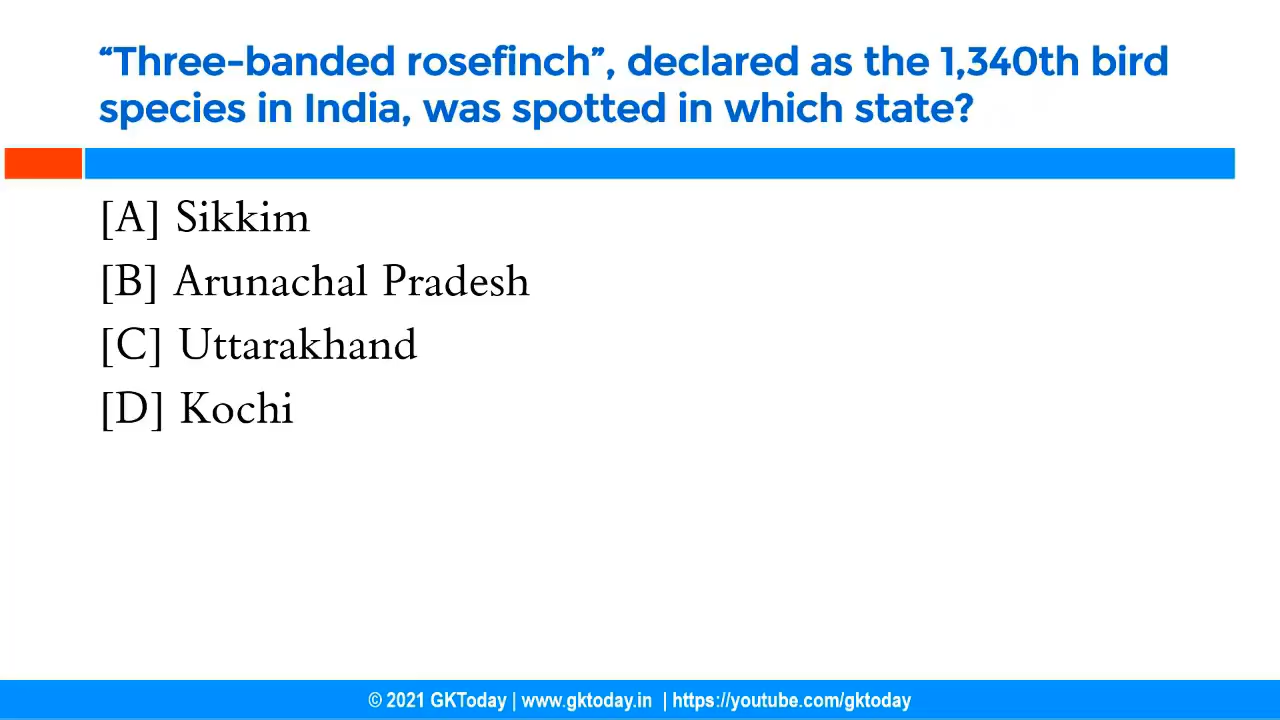 “Three-banded rosefinch”, declared as the 1,340th bird
species in India, was spotted in which state?
[A] Sikkim
[B] Arunachal Pradesh
[C] Uttarakhand
[D] Kochi
© 2021 GKToday | www.gktoday.in | https://youtube.com/gktoday